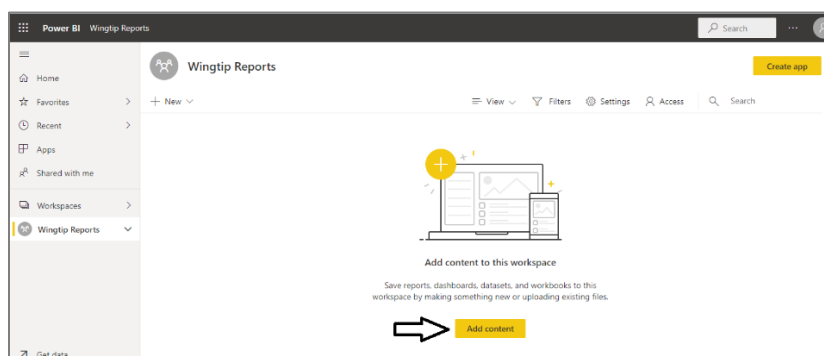 Power BI Wingtip Reports Search ...
Wingtip Reports Create app
Home
Favorites
Recent
Apps
Shared with me
Workspaces
Wingtip Reports
Get data
+ New View Filters Settings Access Search
Add content to this workspace
Save reports, dashboards, datasets, and workbooks to this
workspace by making something new or uploading existing files.
Add content